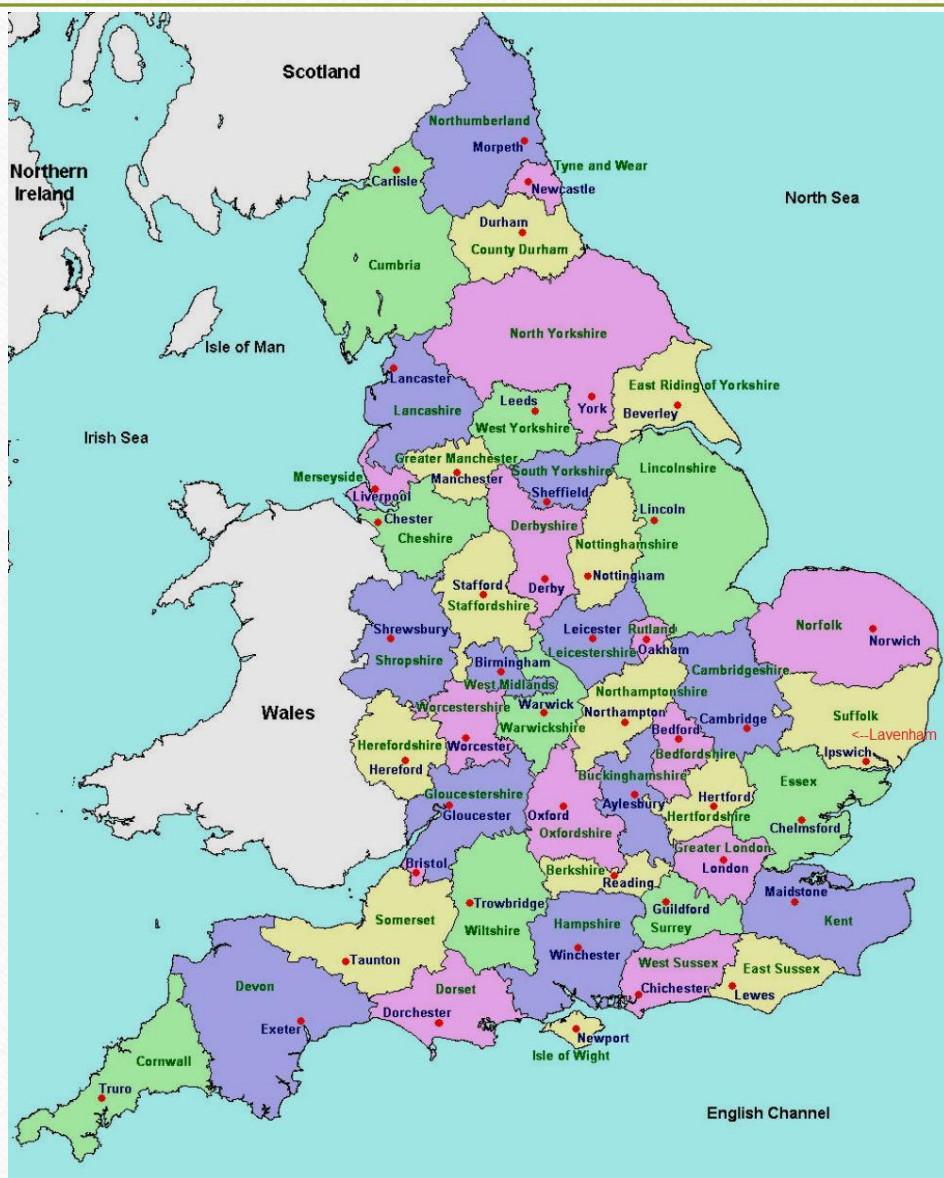 Scotland
Northumberland
Morpeth
Tyne and Wear
Northern
Ireland
Carlisle
Newcastle
North Sea
Durham
County Durham
Cumbria
North Yorkshire
Isle of Man
Lancaster
East Riding of Yorkshire
Lancashire
Leeds
York
Beverley
West Yorkshire
Irish Sea
Greater Manchester
South Yorkshire
Lincolnshire
Merseyside
Manchester
Liverpool
Sheffield
Chester
Derbyshire
Lincoln
Cheshire
Nottinghamshire
Stafford
Derby
Nottingham
Staffordshire
Norfolk
Shrewsbury
Leicester
Rutland
Norwich
Shropshire
Leicestershire
Oakham
Birmingham
Cambridgeshire
West Midlands
Northamptonshire
Worcestershire
Warwick
Wales
Warwickshire
Northampton
Cambridge
Suffolk
Bedford
<--Lavenham
Herefordshire
Worcester
Bedfordshire
Ipswich
Hereford
Buckinghamshire
Essex
Gloucestershire
Aylesbury
Hertford
Gloucester
Oxford
Hertfordshire
Chelmsford
Oxfordshire
Greater London
Bristol
Berkshire
London
Reading
Maidstone
Trowbridge
Guildford
Somerset
Hampshire
Kent
Wiltshire
Surrey
Winchester
Taunton
West Sussex
East Sussex
Devon
Dorset
Chichester
Lewes
Exeter
Dorchester
Newport
Isle of Wight
Cornwall
Truro
English Channel